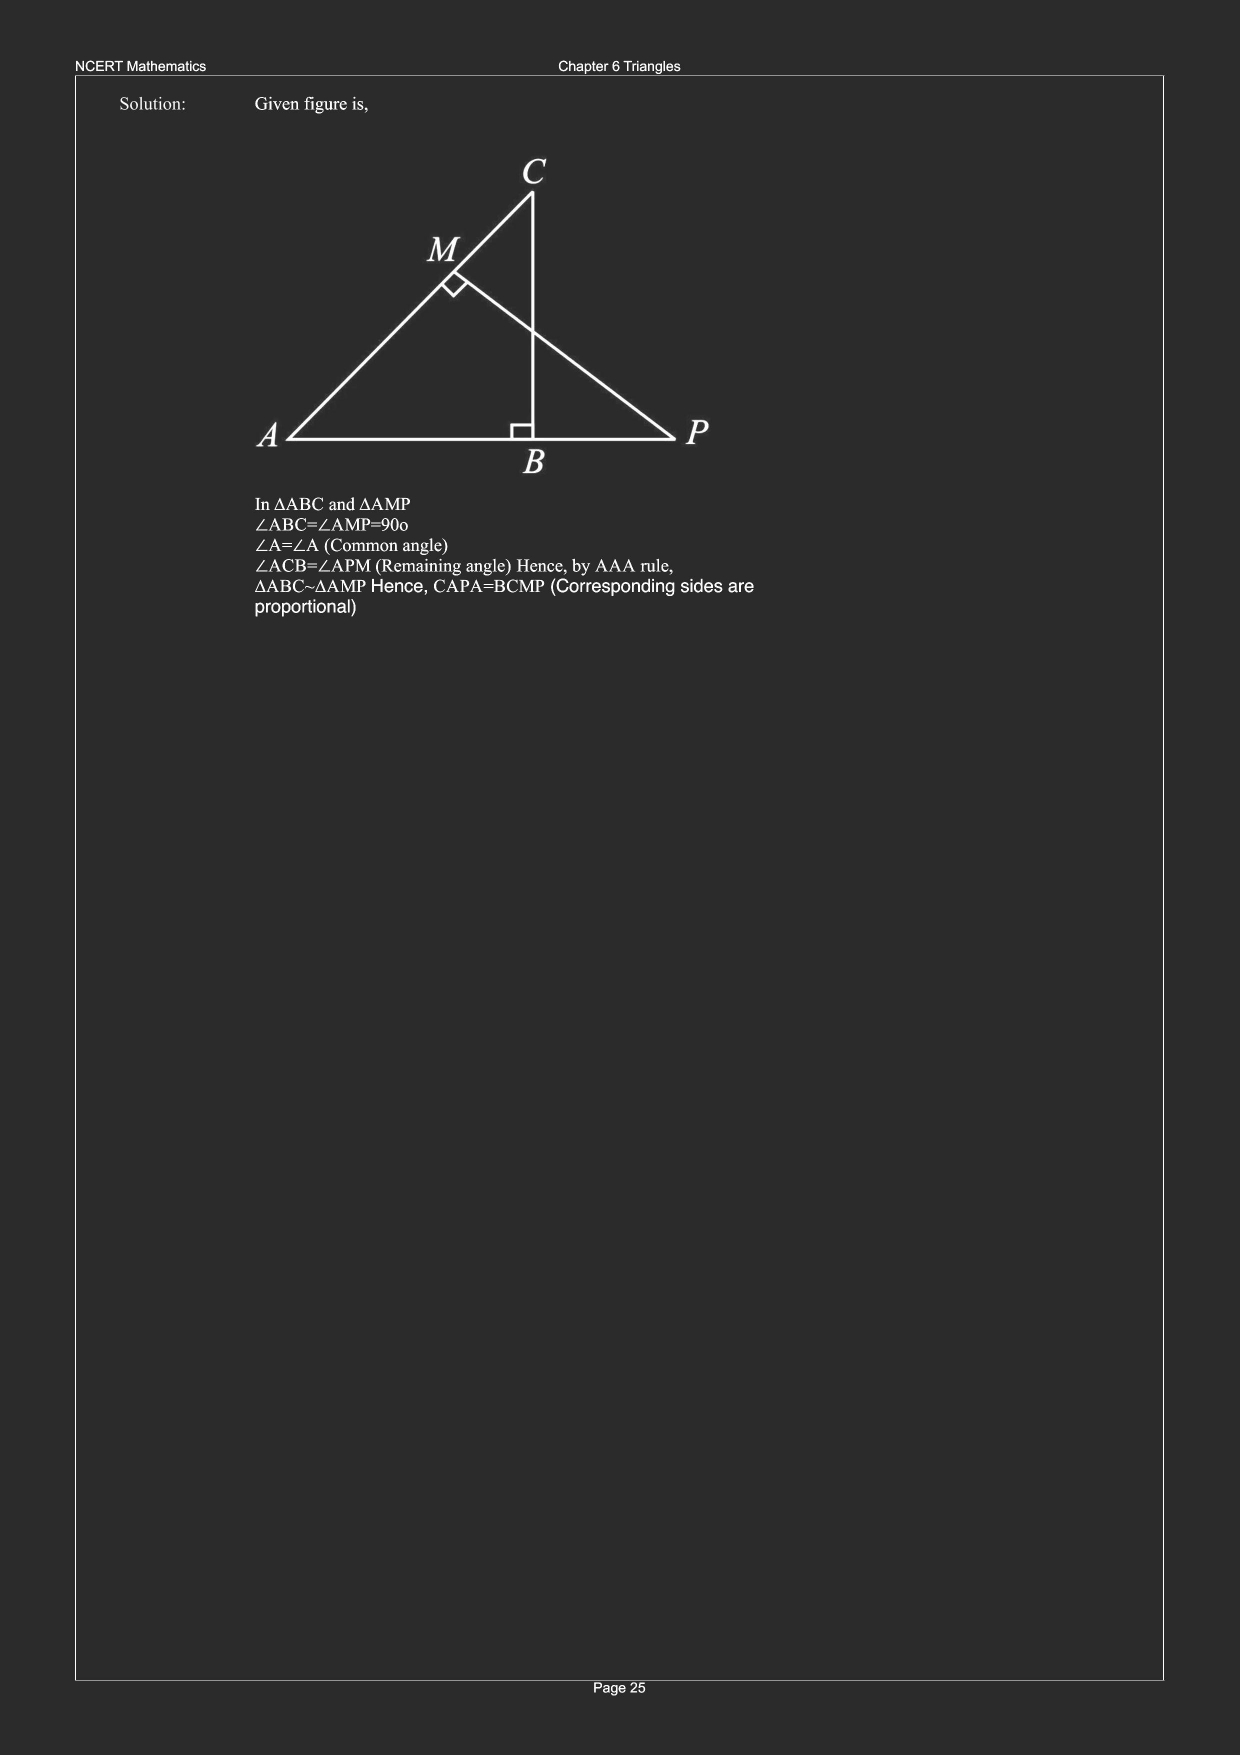 NCERT Mathematics Chapter 6 Triangles
Solution: Given figure is,
C
M
A
P
B
In ΔABC and ΔAMP
∠ABC=∠AMP=90o
∠A=∠A (Common angle)
∠ACB=∠APM (Remaining angle) Hence, by AAA rule,
ΔABC~ΔAMP Hence, CAPA=BCMP (Corresponding sides are
proportional)
Page 25